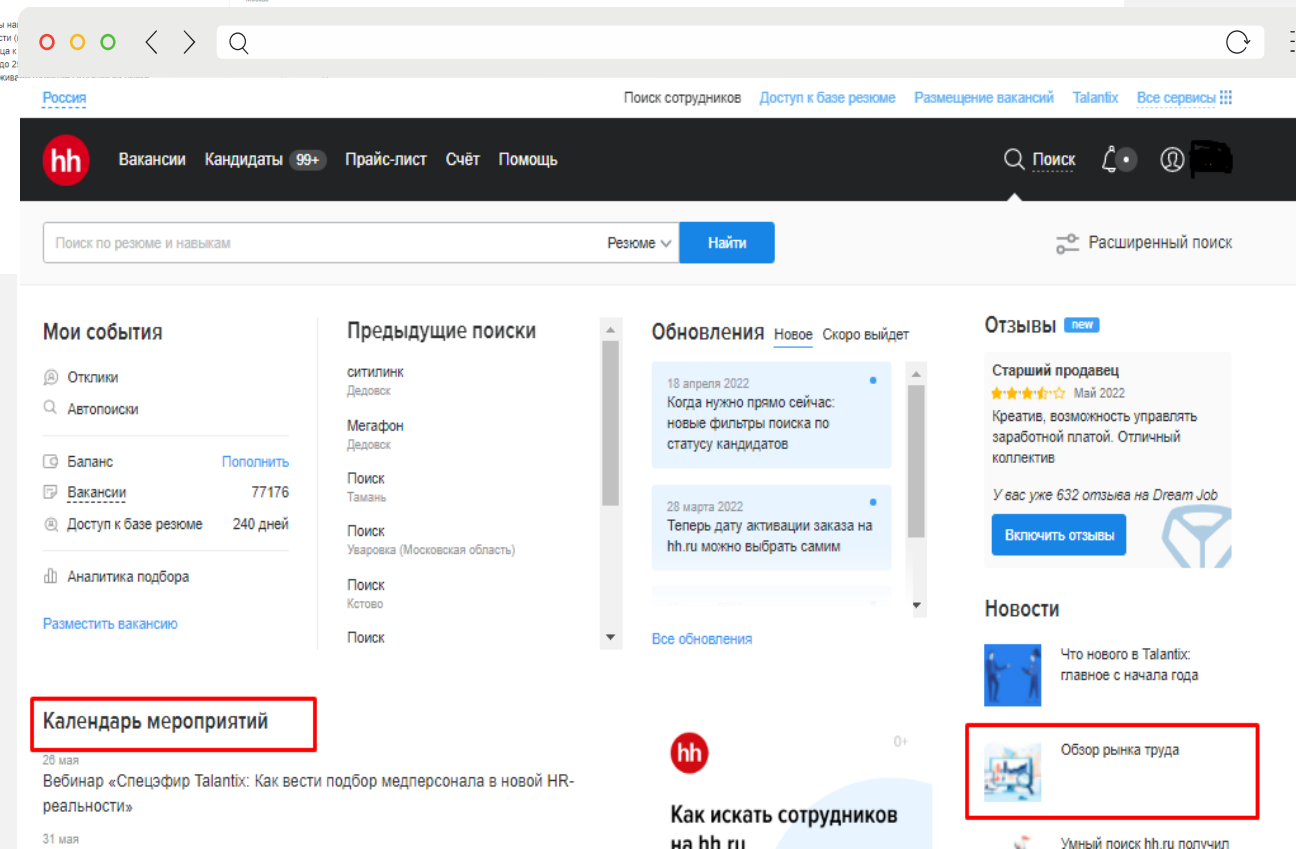 Россия
Поиск сотрудников Доступ к базе резюме Размещение вакансий Talantix Все сервисы
hh Вакансии Кандидаты 99+ Прайс-лист Счёт Помощь Поиск
Поиск по резюме и навыкам Резюме Найти Расширенный поиск
Мои события
Отклики
Автопоиски
Баланс Пополнить
Вакансии 77176
Доступ к базе резюме 240 дней
Аналитика подбора
Разместить вакансию
Предыдущие поиски
ситилинк
Дедовск
Мегафон
Дедовск
Поиск
Тамань
Поиск
Уваровка (Московская область)
Поиск
Кстово
Поиск
Обновления Новое Скоро выйдет
18 апреля 2022
Когда нужно прямо сейчас:
новые фильтры поиска по
статусу кандидатов
28 марта 2022
Теперь дату активации заказа на
hh.ru можно выбрать самим
Все обновления
Отзывы new
Старший продавец
Май 2022
Креатив, возможность управлять
заработной платой. Отличный
коллектив
У вас уже 632 отзыва на Dream Job
Включить отзывы
Новости
Что нового в Talantix:
главное с начала года
Обзор рынка труда
Умный поиск hh.ru получил
Календарь мероприятий
26 мая
Вебинар «Спецэфир Talantix: Как вести подбор медперсонала в новой HR-
реальности»
31 мая
hh
0+
Как искать сотрудников
на hh.ru